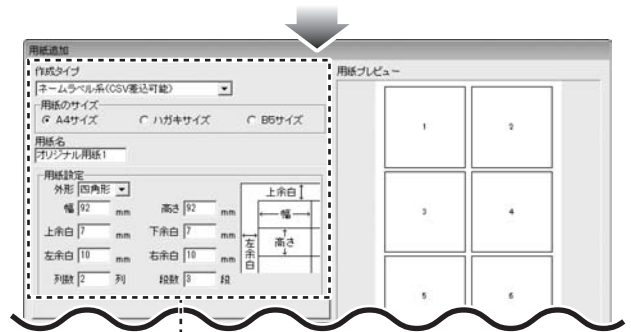 用紙追加
作成タイプ
ネームラベル系(CSV差込可能)
用紙のサイズ
A4サイズ ハガキサイズ B5サイズ
用紙名
オリジナル用紙1
用紙設定
外形 四角形
幅 92 mm 高さ 92 mm
上余白 7 mm 下余白 7 mm
左余白 10 mm 右余白 10 mm
列数 2 列 段数 3 段
上余白
幅
左余白
高さ
用紙プレビュー
1 2
3 4
5 6